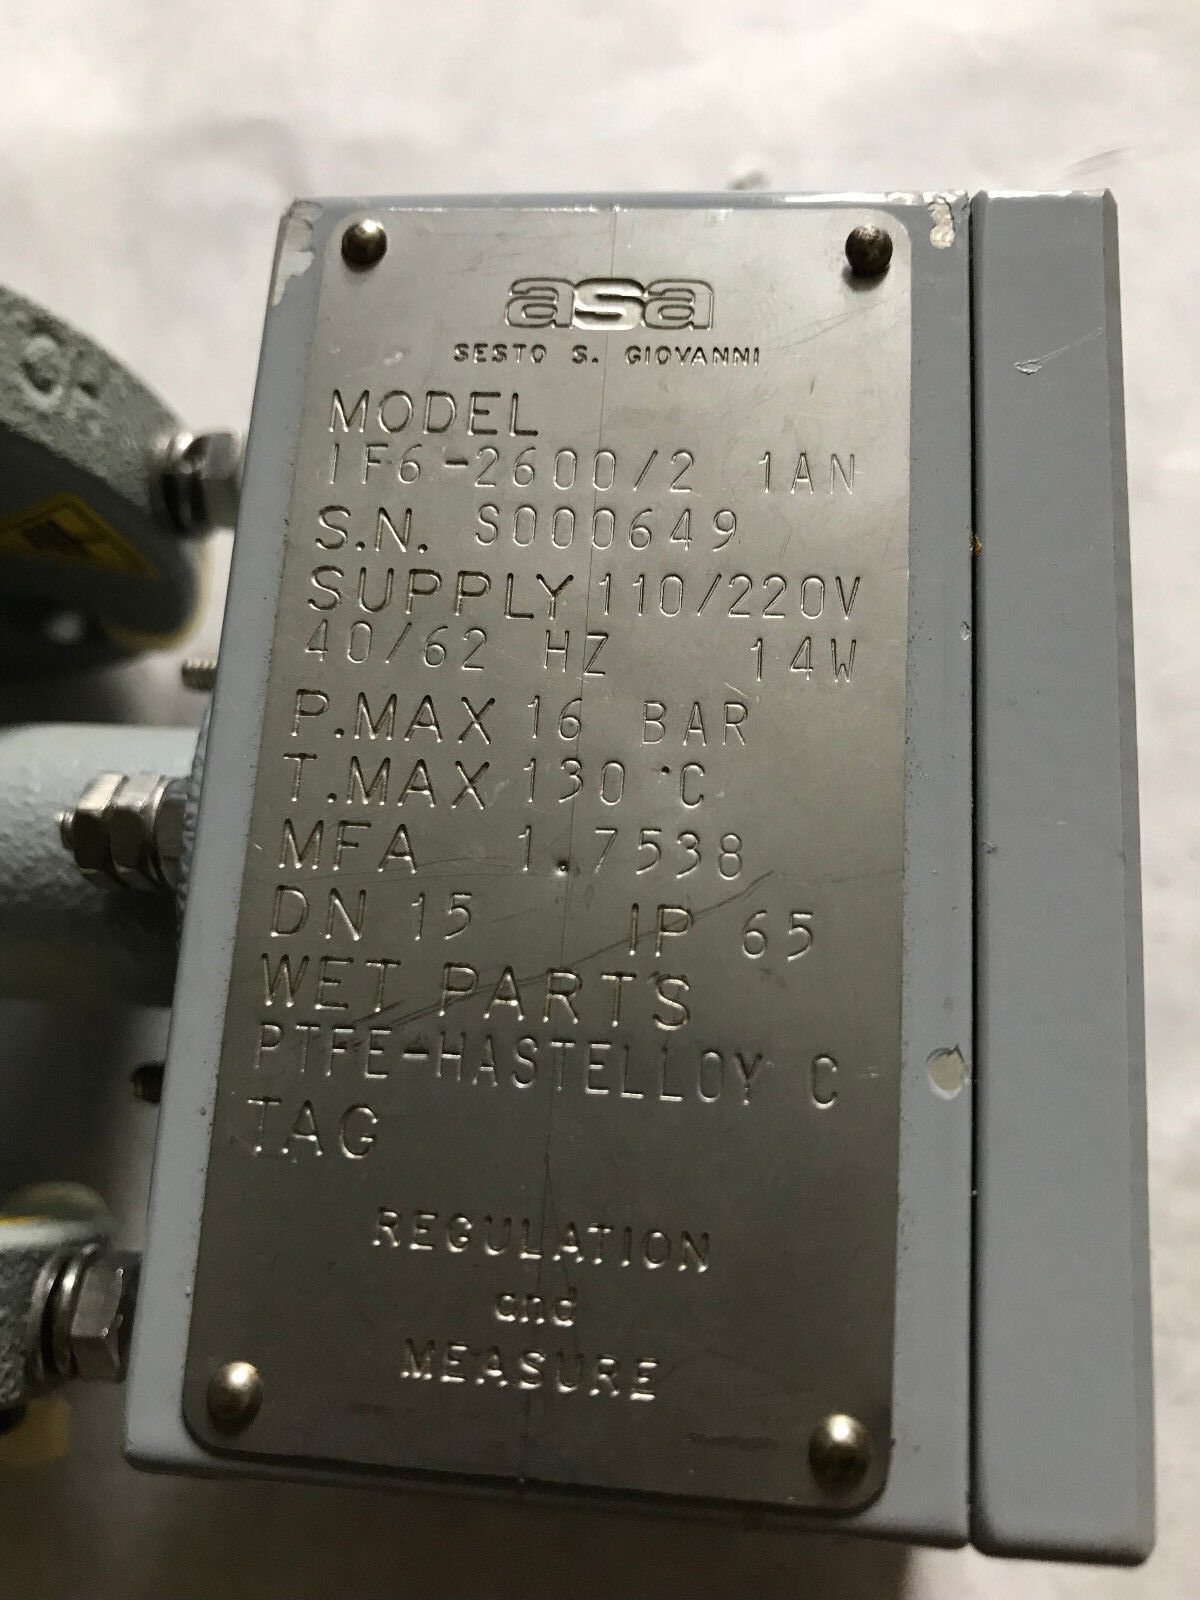 asa
SESTO S. GIOVANNI
MODEL
IF6-2600/2 1AN
S.N. S000649
SUPPLY 110/220V
40/62 HZ 14W
P.MAX 16 BAR
T.MAX 130 °C
MFA 1.7538
DN 15 IP 65
WET PARTS
PTFE-HASTELLOY C
TAG
REGULATION
and
MEASURE